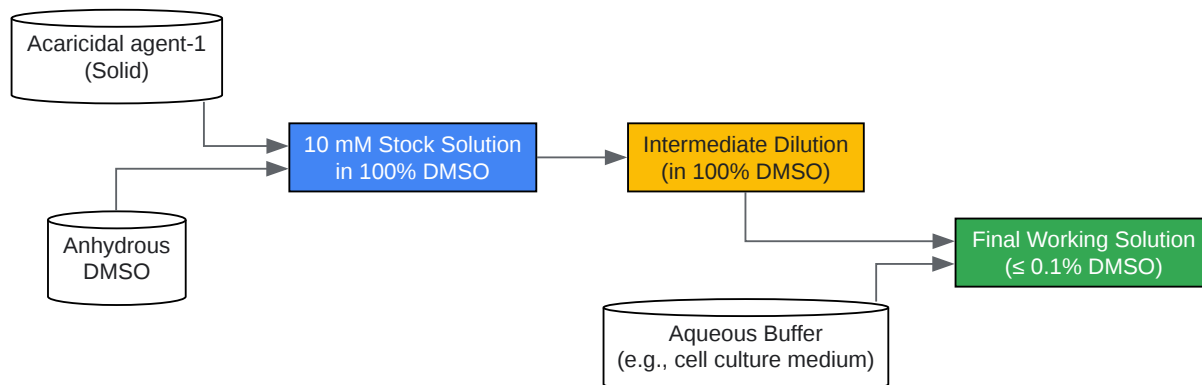 Acaricidal agent-1
(Solid)
10 mM Stock Solution
in 100% DMSO
Intermediate Dilution
(in 100% DMSO)
Anhydrous
DMSO
Final Working Solution
(≤ 0.1% DMSO)
Aqueous Buffer
(e.g., cell culture medium)